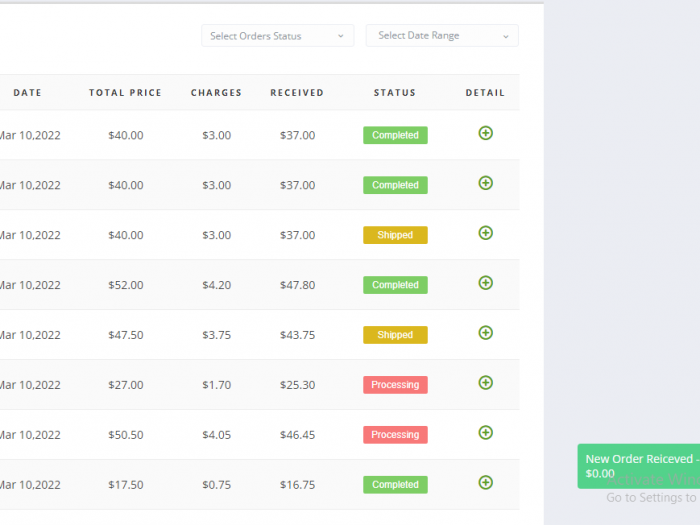 Select Orders Status
Select Date Range
DATE TOTAL PRICE CHARGES RECEIVED STATUS DETAIL
Mar 10,2022 $40.00 $3.00 $37.00 Completed
Mar 10,2022 $40.00 $3.00 $37.00 Completed
Mar 10,2022 $40.00 $3.00 $37.00 Shipped
Mar 10,2022 $52.00 $4.20 $47.80 Completed
Mar 10,2022 $47.50 $3.75 $43.75 Shipped
Mar 10,2022 $27.00 $1.70 $25.30 Processing
Mar 10,2022 $50.50 $4.05 $46.45 Processing
Mar 10,2022 $17.50 $0.75 $16.75 Completed
New Order Reiceved -
$0.00
Go to Settings to